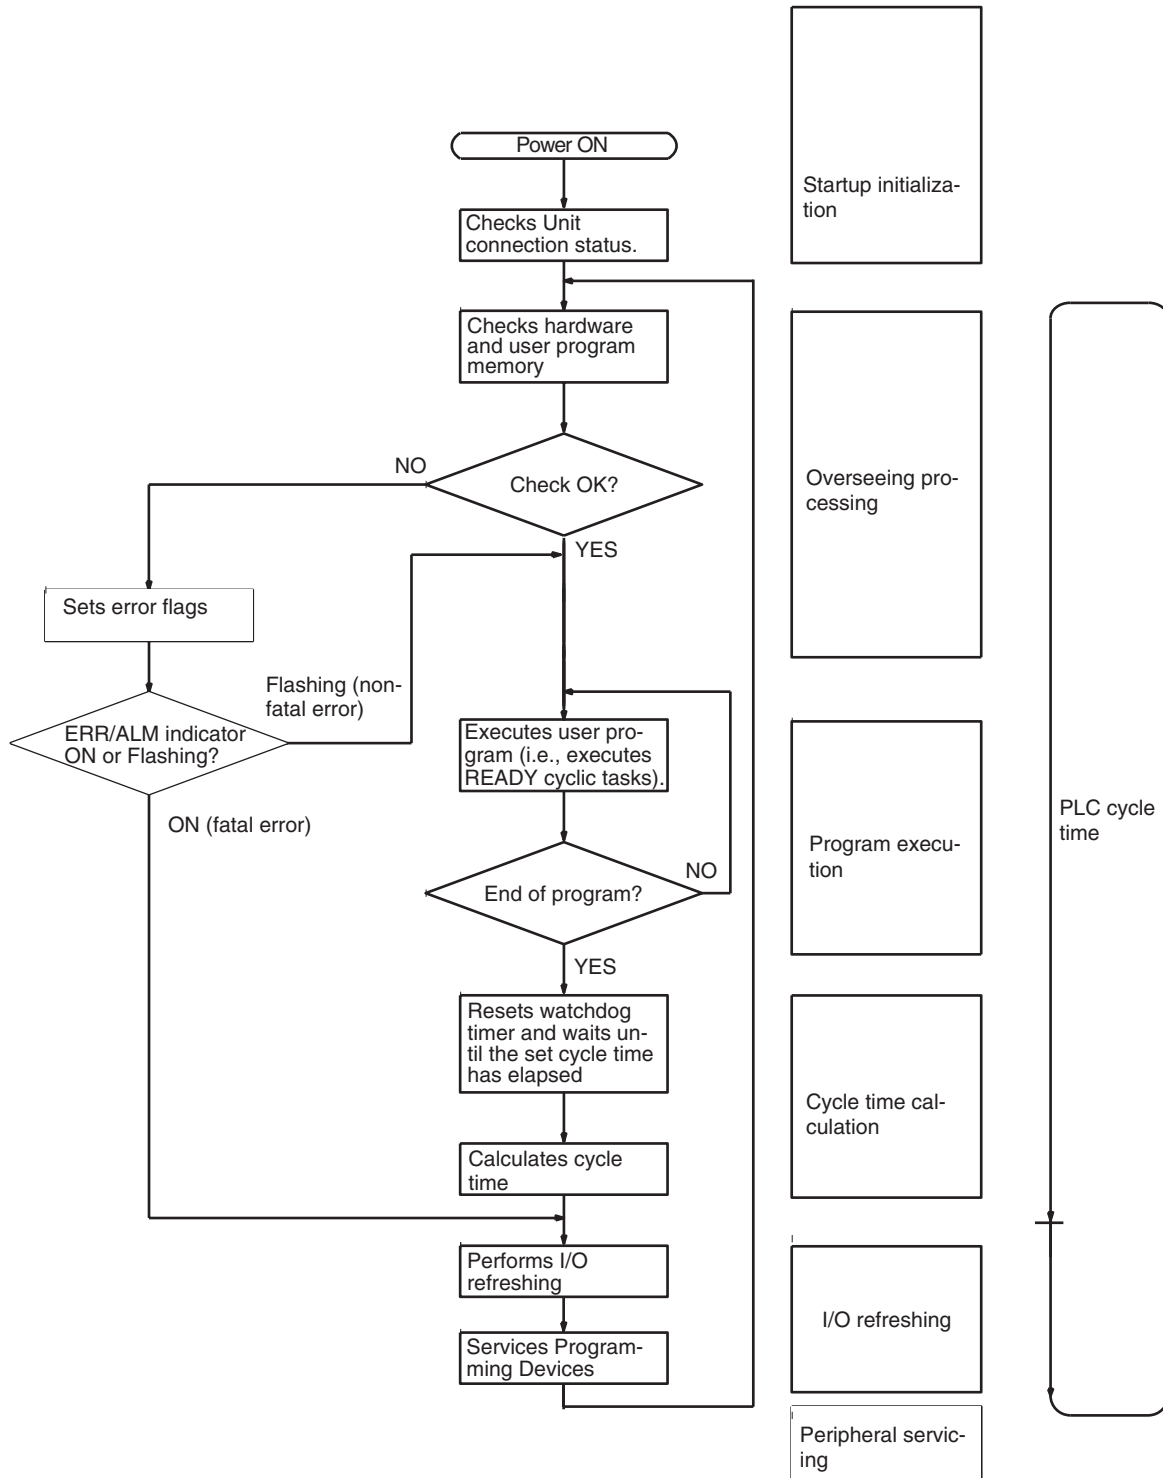 Power ON
Startup initializa-
tion
Checks Unit
connection status.
Checks hardware
and user program
memory
NO
Check OK?
Overseeing pro-
cessing
YES
Sets error flags
Flashing (non-
fatal error)
ERR/ALM indicator
ON or Flashing?
Executes user pro-
gram (i.e., executes
READY cyclic tasks).
ON (fatal error)
PLC cycle
time
Program execu-
tion
NO
End of program?
YES
Resets watchdog
timer and waits un-
til the set cycle time
has elapsed
Cycle time cal-
culation
Calculates cycle
time
Performs I/O
refreshing
I/O refreshing
Services Program-
ming Devices
Peripheral servic-
ing